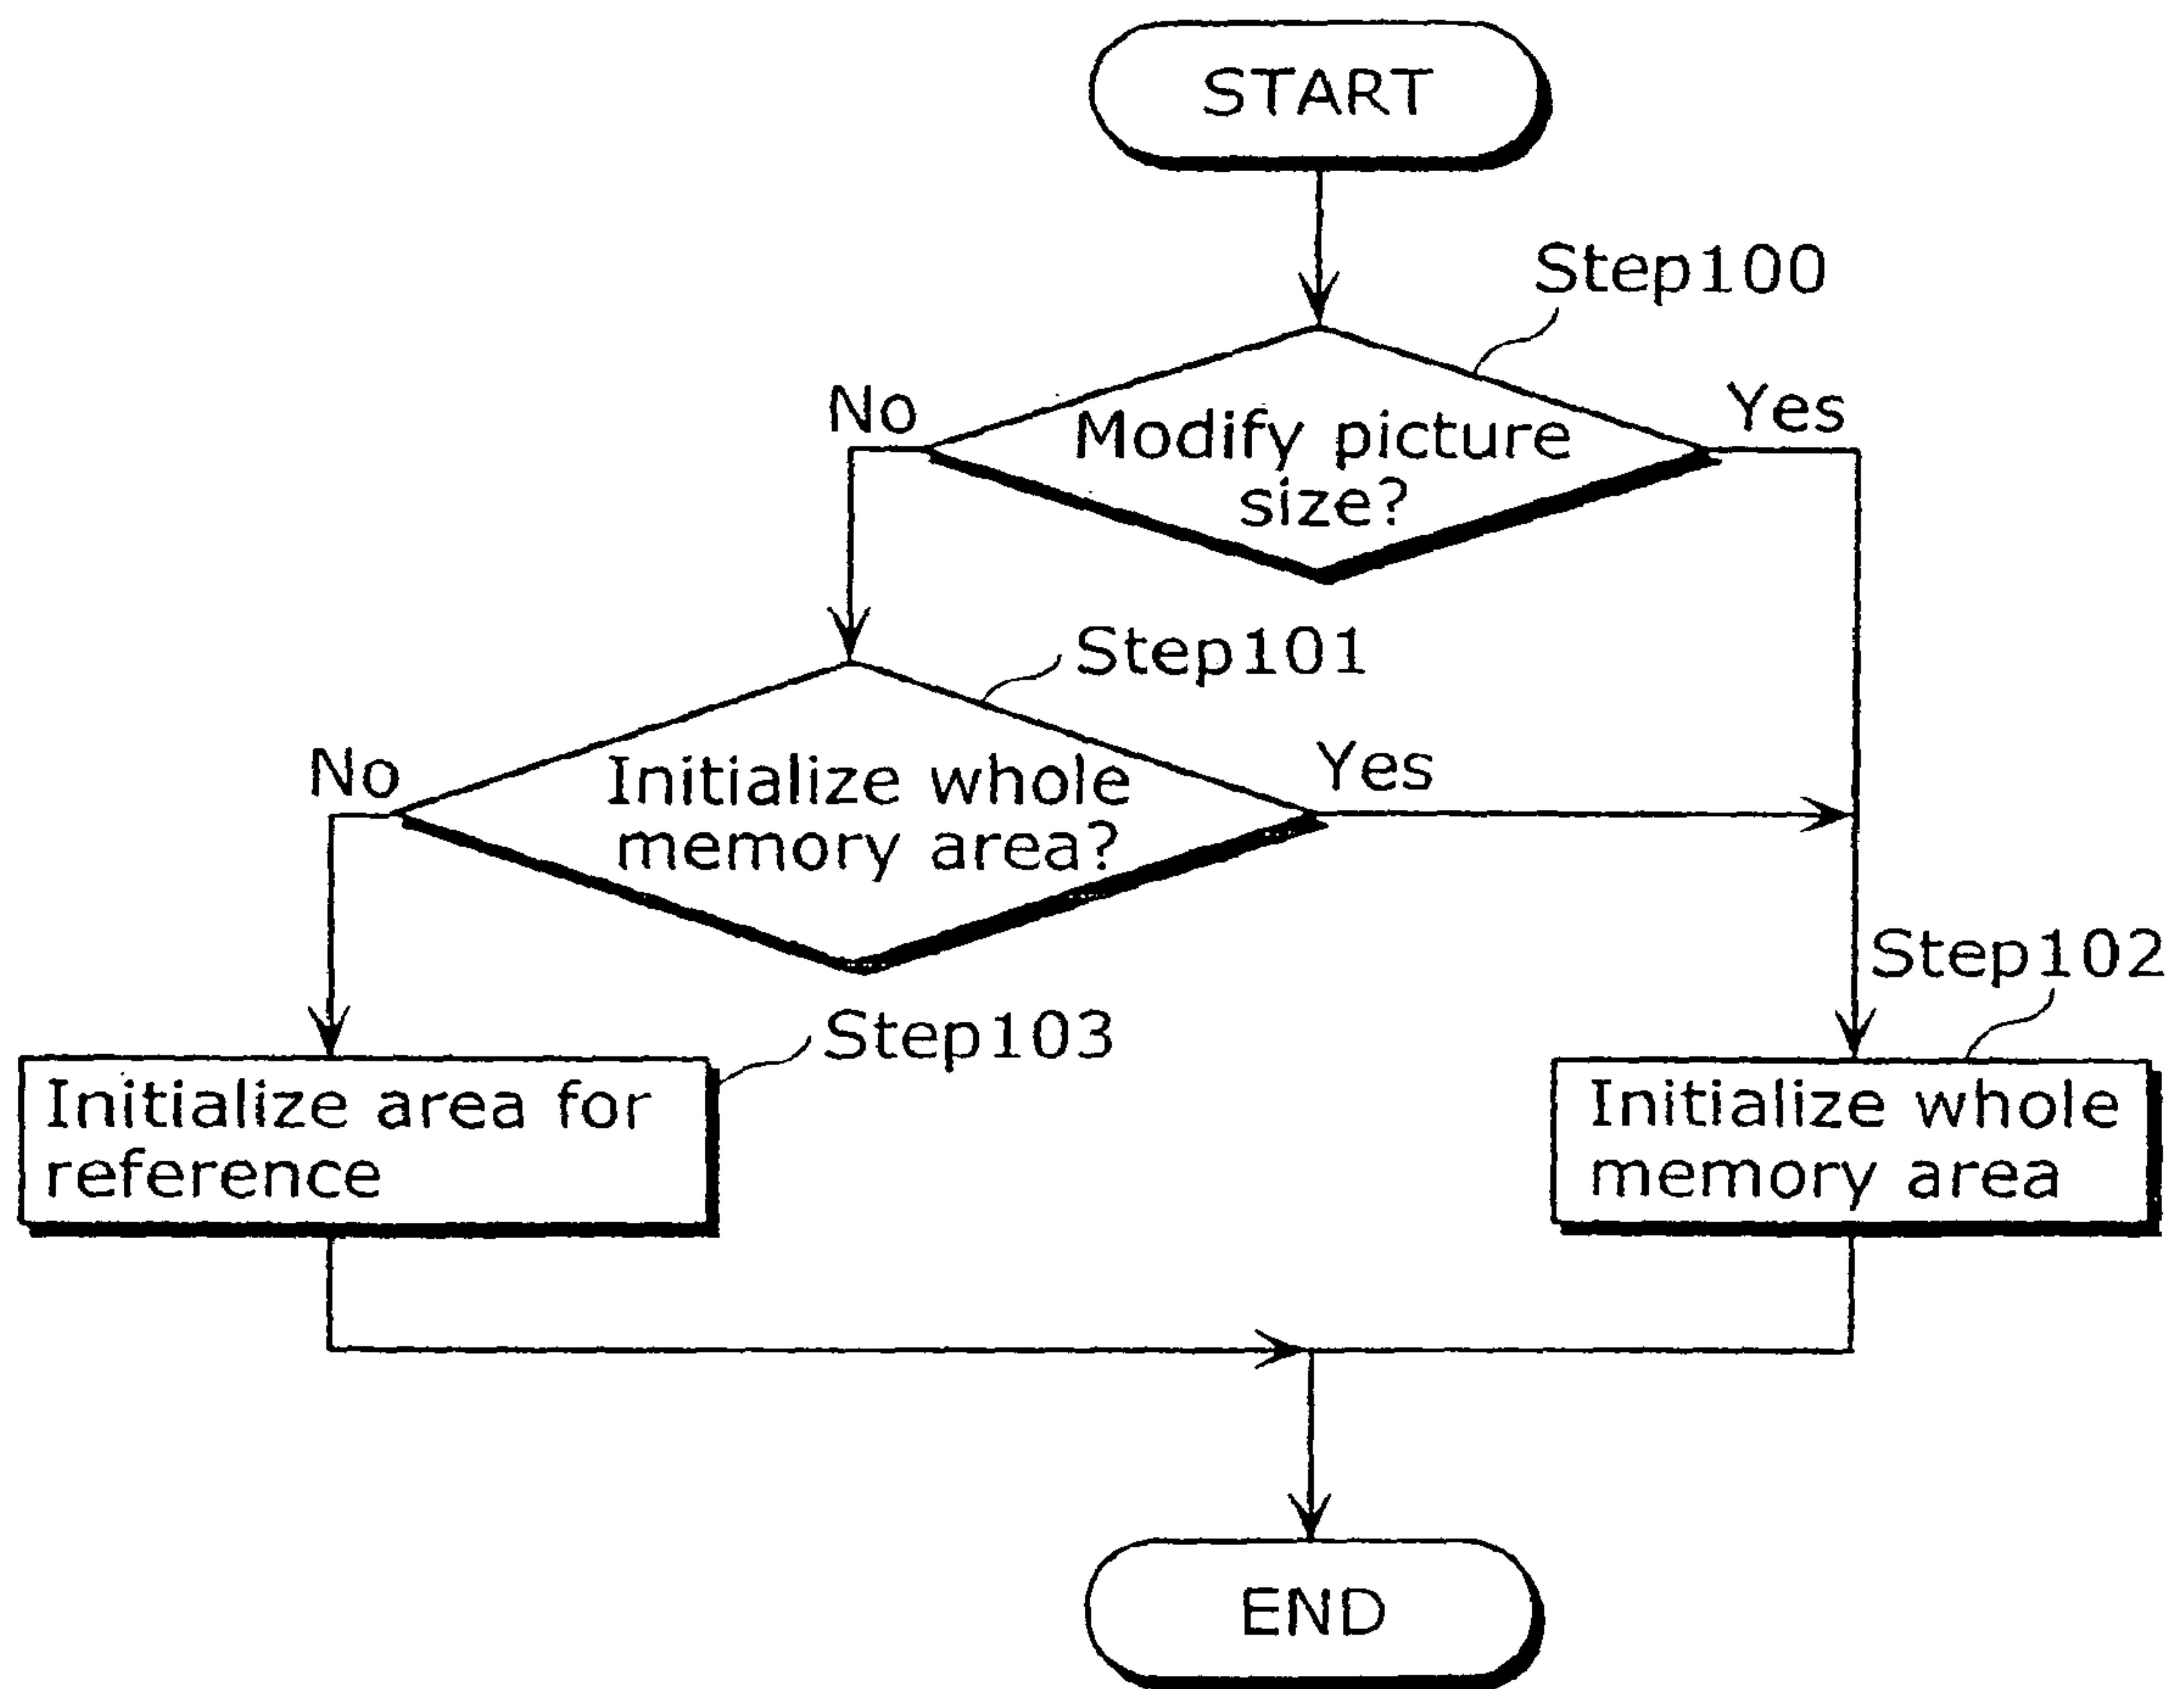 START
Step100
No
Yes
Modify picture
size?
Step101
No
Yes
Initialize whole
memory area?
Step102
Step103
Initialize area for
reference
Initialize whole
memory area
END